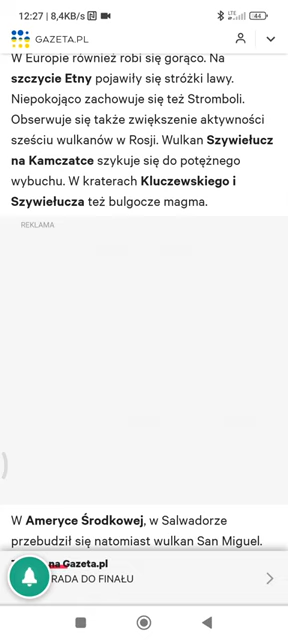 12:27 | 8,4KB/s
LTE
44
GAZETA.PL
W Europie również robi się gorąco. Na
szczycie Etny pojawiły się stróżki lawy.
Niepokojąco zachowuje się też Stromboli.
Obserwuje się także zwiększenie aktywności
sześciu wulkanów w Rosji. Wulkan Szywiełucz
na Kamczatce szykuje się do potężnego
wybuchu. W kraterach Kluczewskiego i
Szywiełucza też bulgocze magma.
REKLAMA
W Ameryce Środkowej, w Salwadorze
przebudził się natomiast wulkan San Miguel.
na Gazeta.pl
RADA DO FINAŁU